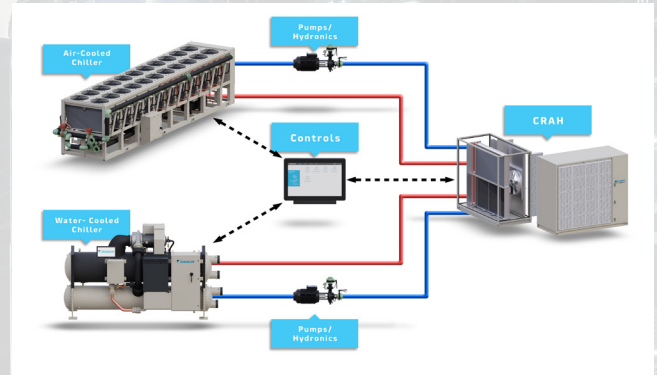 Pumps/
Hydronics
Air-Cooled
Chiller
Controls
CRAH
Water- Cooled
Chiller
Pumps/
Hydronics